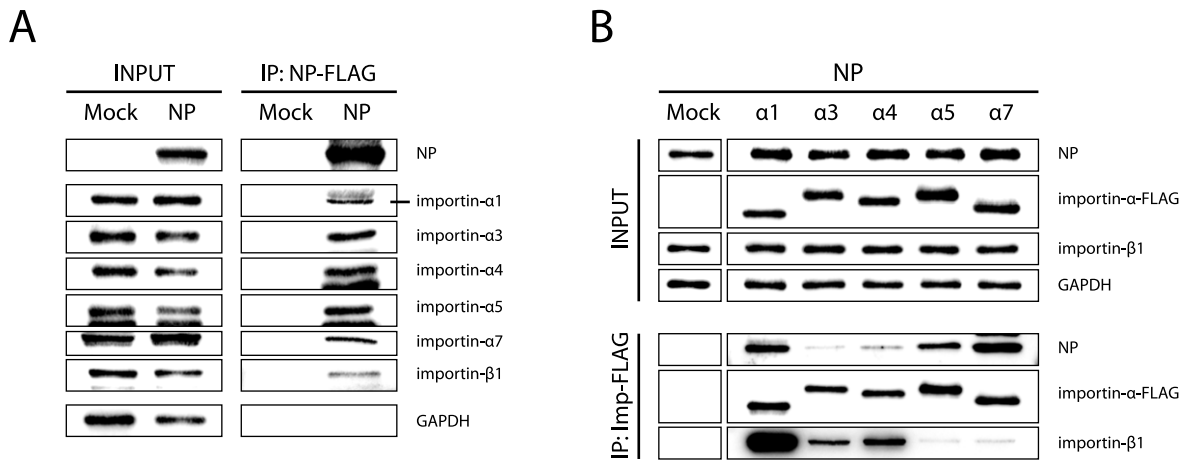 A
INPUT
IP: NP-FLAG
Mock
NP
Mock
NP
NP
importin-α1
importin-α3
importin-α4
importin-α5
importin-α7
importin-β1
GAPDH
B
NP
Mock
α1
α3
α4
α5
α7
INPUT
NP
importin-α-FLAG
importin-β1
GAPDH
IP: Imp-FLAG
NP
importin-α-FLAG
importin-β1